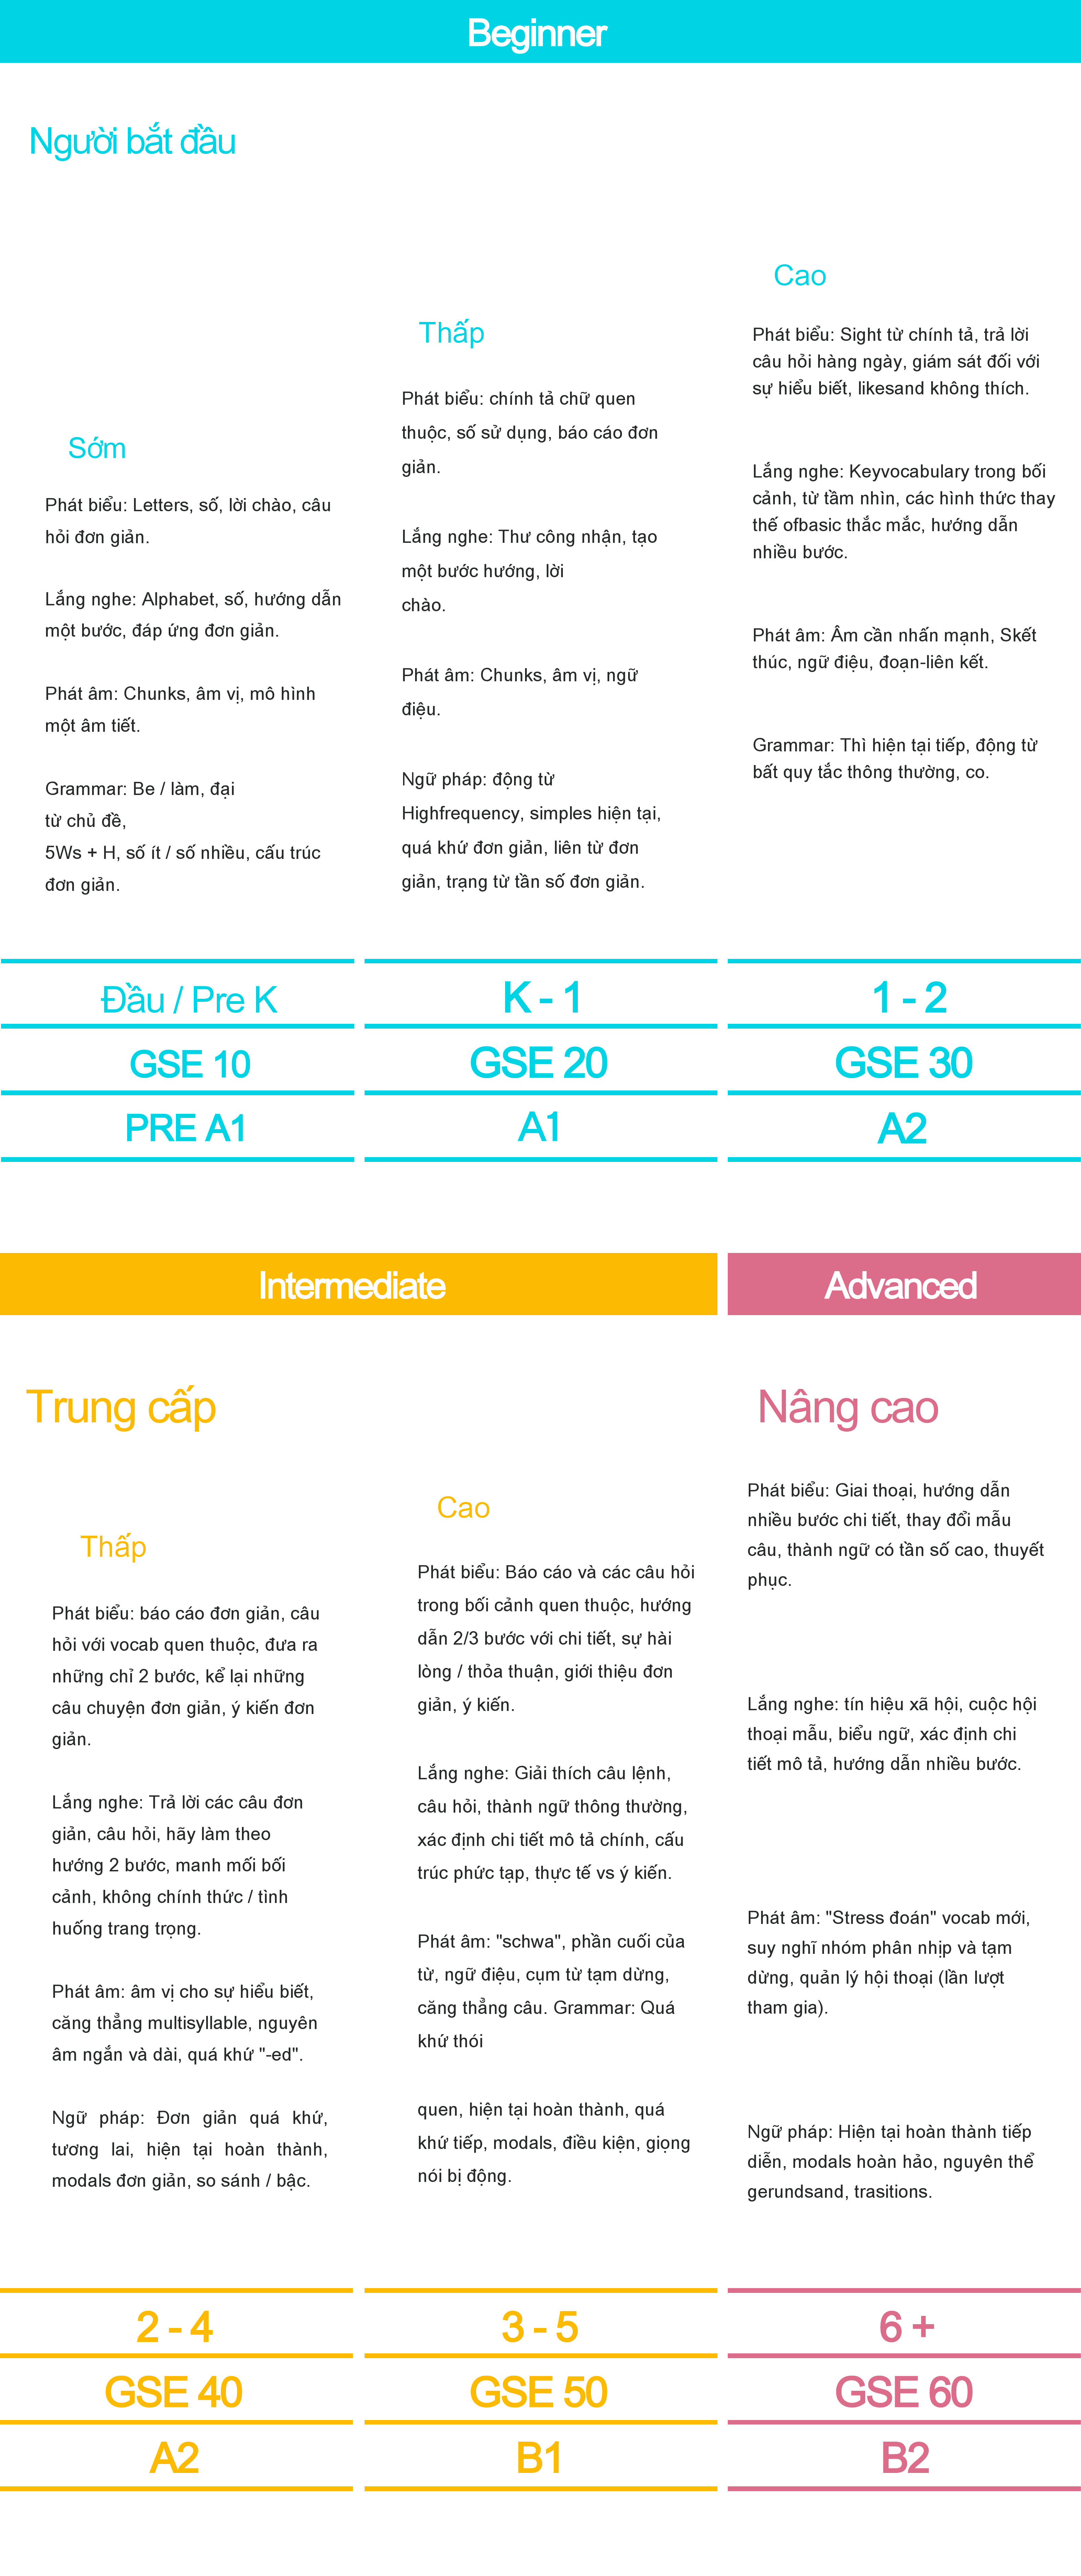 Beginner
Người bắt đầu
Sớm
Phát biểu: Letters, số, lời chào, câu
hỏi đơn giản.
Lắng nghe: Alphabet, số, hướng dẫn
một bước, đáp ứng đơn giản.
Phát âm: Chunks, âm vị, mô hình
một âm tiết.
Grammar: Be / làm, đại
từ chủ đề,
5Ws + H, số ít / số nhiều, cấu trúc
đơn giản.
Đầu / Pre K
GSE 10
PRE A1
Thấp
Phát biểu: chính tả chữ quen
thuộc, số sử dụng, báo cáo đơn
giản.
Lắng nghe: Thư công nhận, tạo
một bước hướng, lời
chào.
Phát âm: Chunks, âm vị, ngữ
điệu.
Ngữ pháp: động từ
Highfrequency, simples hiện tại,
quá khứ đơn giản, liên từ đơn
giản, trạng từ tần số đơn giản.
K - 1
GSE 20
A1
Cao
Phát biểu: Sight từ chính tả, trả lời
câu hỏi hàng ngày, giám sát đối với
sự hiểu biết, likesand không thích.
Lắng nghe: Keyvocabulary trong bối
cảnh, từ tầm nhìn, các hình thức thay
thế ofbasic thắc mắc, hướng dẫn
nhiều bước.
Phát âm: Âm cần nhấn mạnh, Skết
thúc, ngữ điệu, đoạn-liên kết.
Grammar: Thì hiện tại tiếp, động từ
bất quy tắc thông thường, co.
1 - 2
GSE 30
A2
Intermediate
Trung cấp
Thấp
Phát biểu: báo cáo đơn giản, câu
hỏi với vocab quen thuộc, đưa ra
những chỉ 2 bước, kể lại những
câu chuyện đơn giản, ý kiến đơn
giản.
Lắng nghe: Trả lời các câu đơn
giản, câu hỏi, hãy làm theo
hướng 2 bước, manh mối bối
cảnh, không chính thức / tình
huống trang trọng.
Phát âm: âm vị cho sự hiểu biết,
căng thẳng multisyllable, nguyên
âm ngắn và dài, quá khứ "-ed".
Ngữ pháp: Đơn giản quá khứ,
tương lai, hiện tại hoàn thành,
modals đơn giản, so sánh / bậc.
2 - 4
GSE 40
A2
Cao
Phát biểu: Báo cáo và các câu hỏi
trong bối cảnh quen thuộc, hướng
dẫn 2/3 bước với chi tiết, sự hài
lòng / thỏa thuận, giới thiệu đơn
giản, ý kiến.
Lắng nghe: Giải thích câu lệnh,
câu hỏi, thành ngữ thông thường,
xác định chi tiết mô tả chính, cấu
trúc phức tạp, thực tế vs ý kiến.
Phát âm: "schwa", phần cuối của
từ, ngữ điệu, cụm từ tạm dừng,
căng thẳng câu. Grammar: Quá
khứ thói
quen, hiện tại hoàn thành, quá
khứ tiếp, modals, điều kiện, giọng
nói bị động.
3 - 5
GSE 50
B1
Advanced
Nâng cao
Phát biểu: Giai thoại, hướng dẫn
nhiều bước chi tiết, thay đổi mẫu
câu, thành ngữ có tần số cao, thuyết
phục.
Lắng nghe: tín hiệu xã hội, cuộc hội
thoại mẫu, biểu ngữ, xác định chi
tiết mô tả, hướng dẫn nhiều bước.
Phát âm: "Stress đoán" vocab mới,
suy nghĩ nhóm phân nhịp và tạm
dừng, quản lý hội thoại (lần lượt
tham gia).
Ngữ pháp: Hiện tại hoàn thành tiếp
diễn, modals hoàn hảo, nguyên thể
gerundsand, trasitions.
6 +
GSE 60
B2